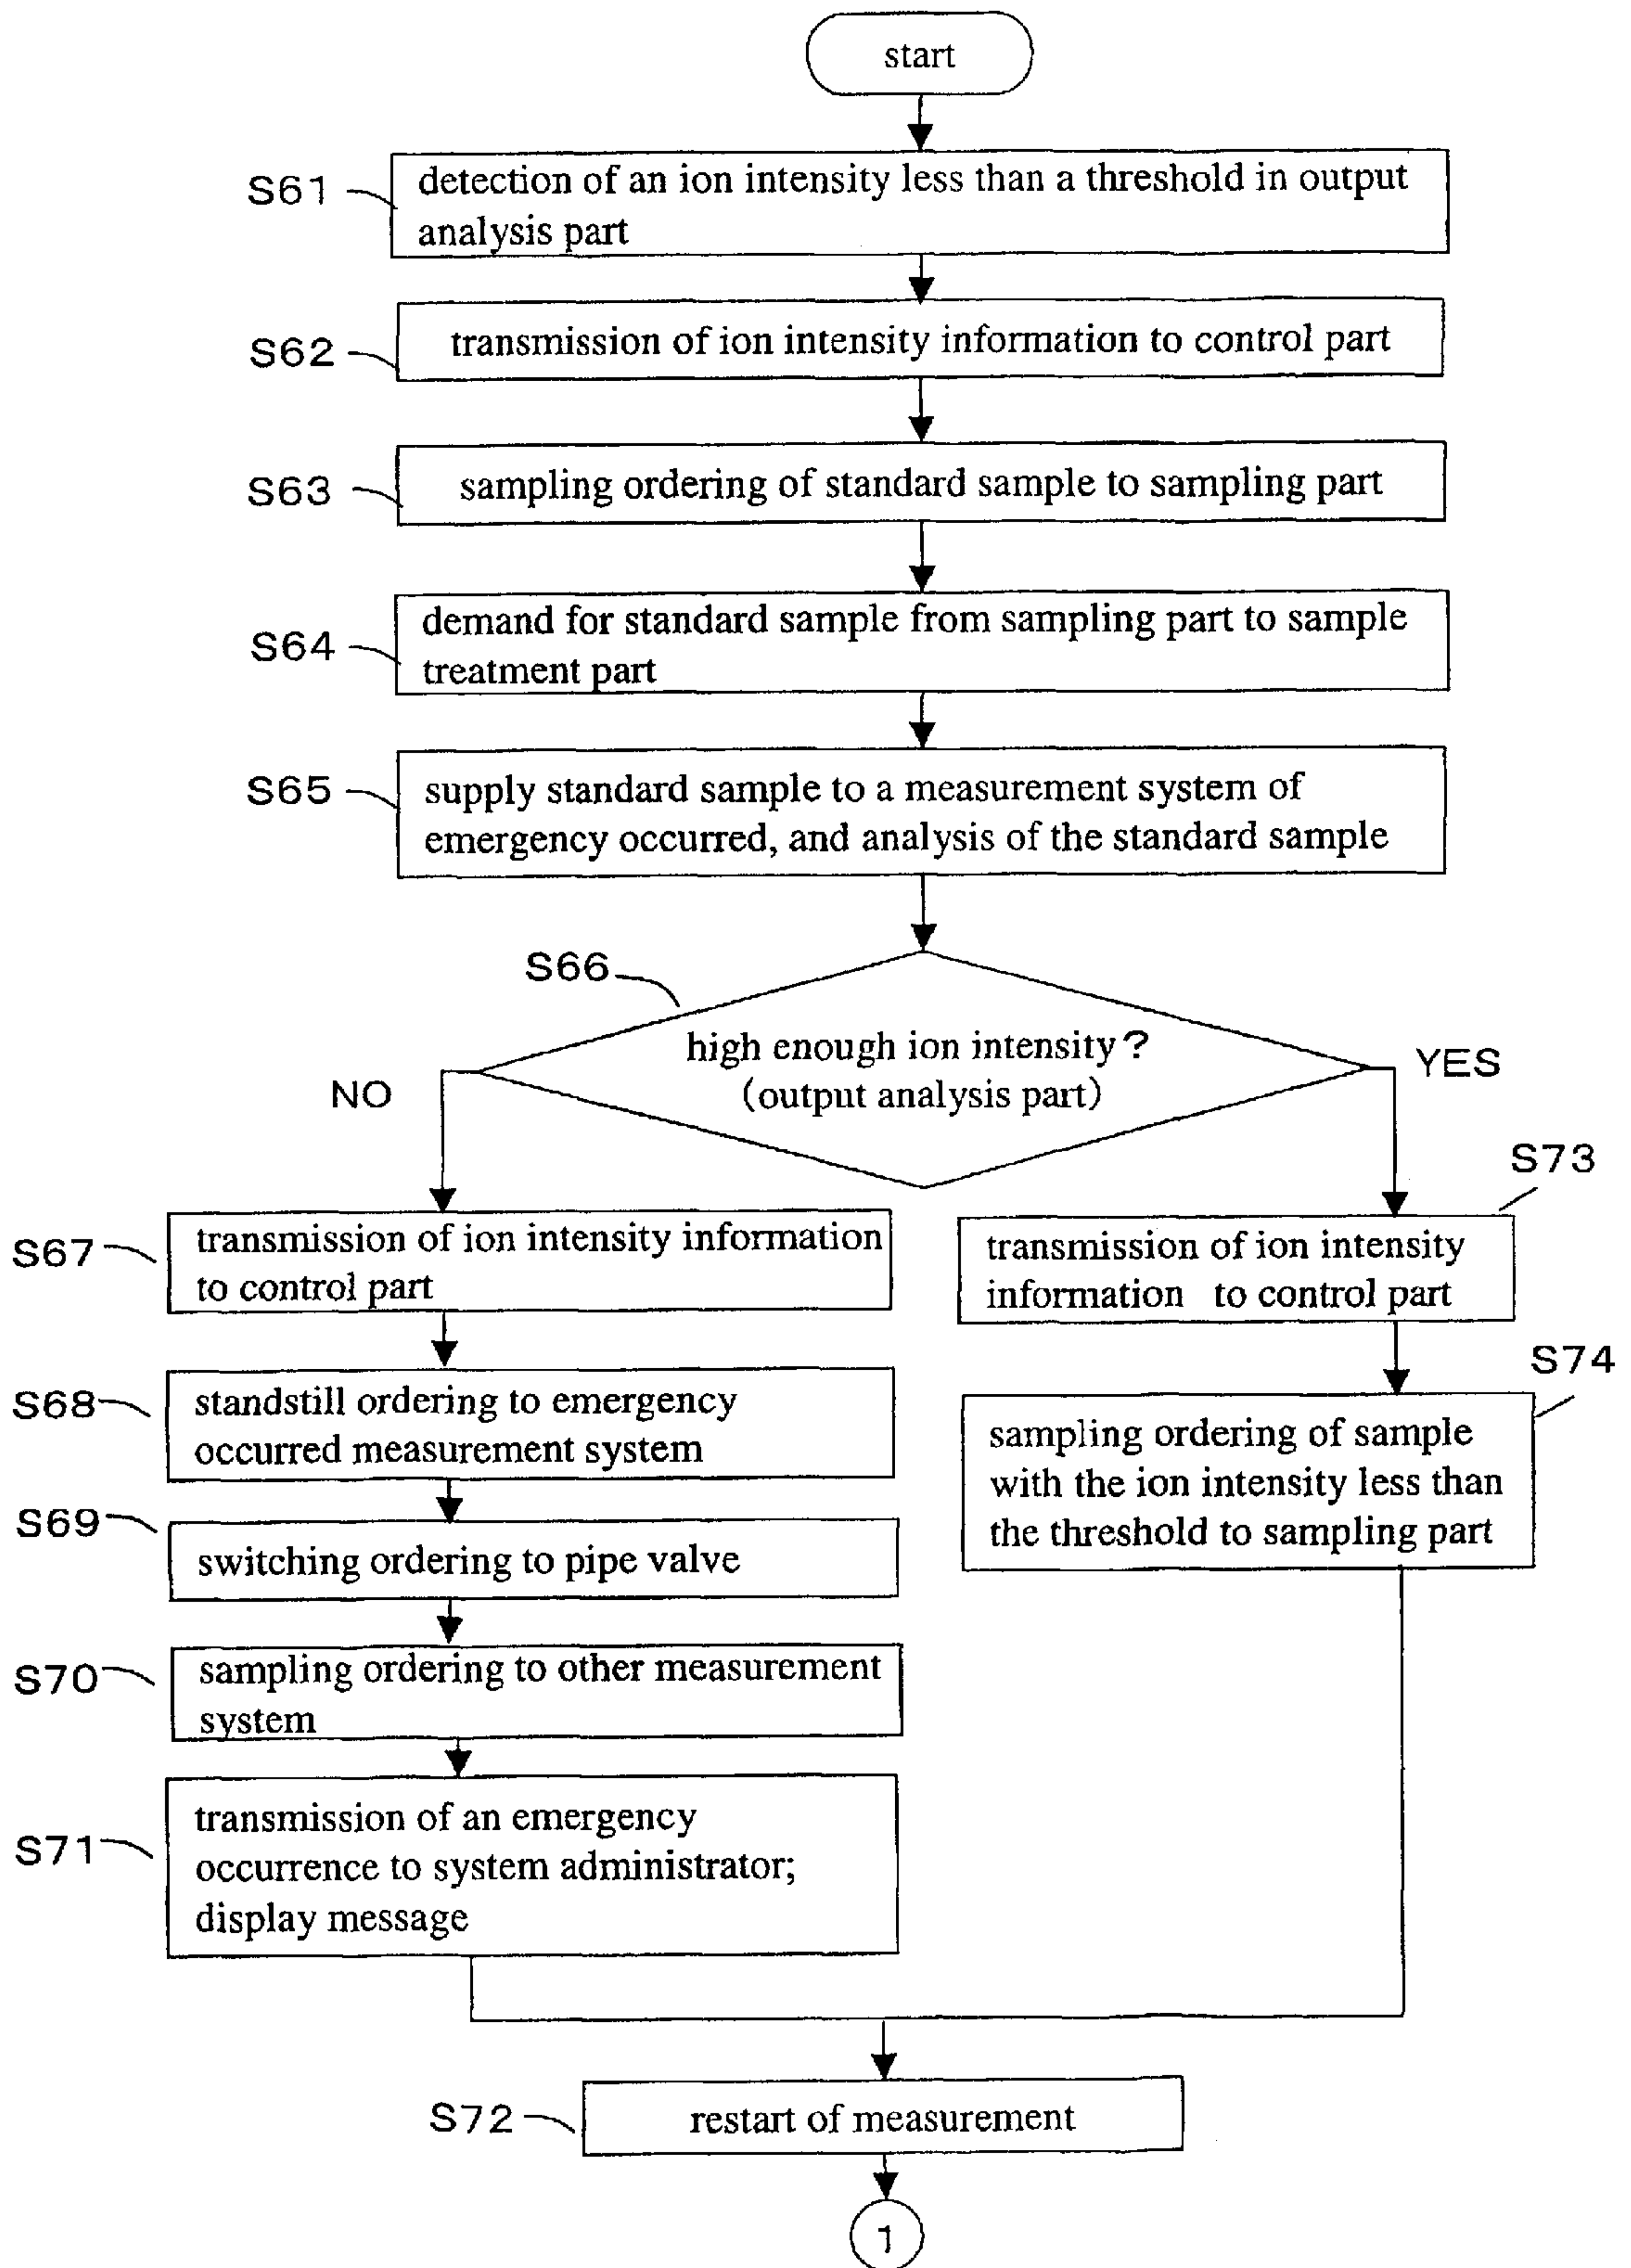 start
S61
detection of an ion intensity less than a threshold in output
analysis part
S62
transmission of ion intensity information to control part
S63
sampling ordering of standard sample to sampling part
S64
demand for standard sample from sampling part to sample
treatment part
S65
supply standard sample to a measurement system of
emergency occurred, and analysis of the standard sample
S66
high enough ion intensity?
(output analysis part)
NO
YES
S67
transmission of ion intensity information
to control part
S68
standstill ordering to emergency
occurred measurement system
S69
switching ordering to pipe valve
S70
sampling ordering to other measurement
system
S71
transmission of an emergency
occurrence to system administrator;
display message
S73
transmission of ion intensity
information to control part
S74
sampling ordering of sample
with the ion intensity less than
the threshold to sampling part
S72
restart of measurement
1